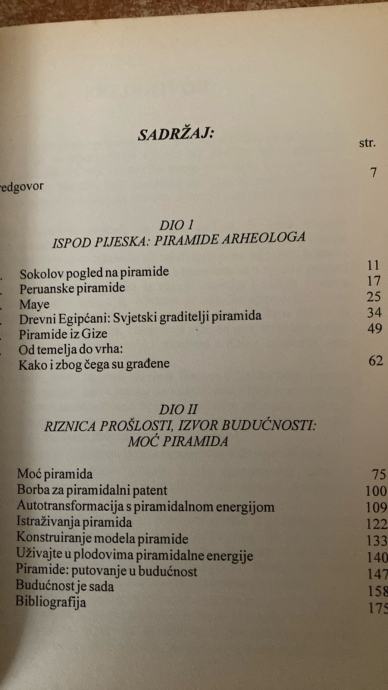 SADRŽAJ:
str.
redgovor 7
DIO I
ISPOD PIJESKA: PIRAMIDE ARHEOLOGA
. Sokolov pogled na piramide 11
. Peruanske piramide 17
. Maye 25
. Drevni Egipćani: Svjetski graditelji piramida 34
. Piramide iz Gize 49
. Od temelja do vrha:
Kako i zbog čega su građene 62
DIO II
RIZNICA PROŠLOSTI, IZVOR BUDUĆNOSTI:
MOĆ PIRAMIDA
Moć piramida 75
Borba za piramidalni patent 100
Autotransformacija s piramidalnom energijom 109
Istraživanja piramida 122
Konstruiranje modela piramide 133
Uživajte u plodovima piramidalne energije 140
Piramide: putovanje u budućnost 147
Budućnost je sada 158
Bibliografija 175